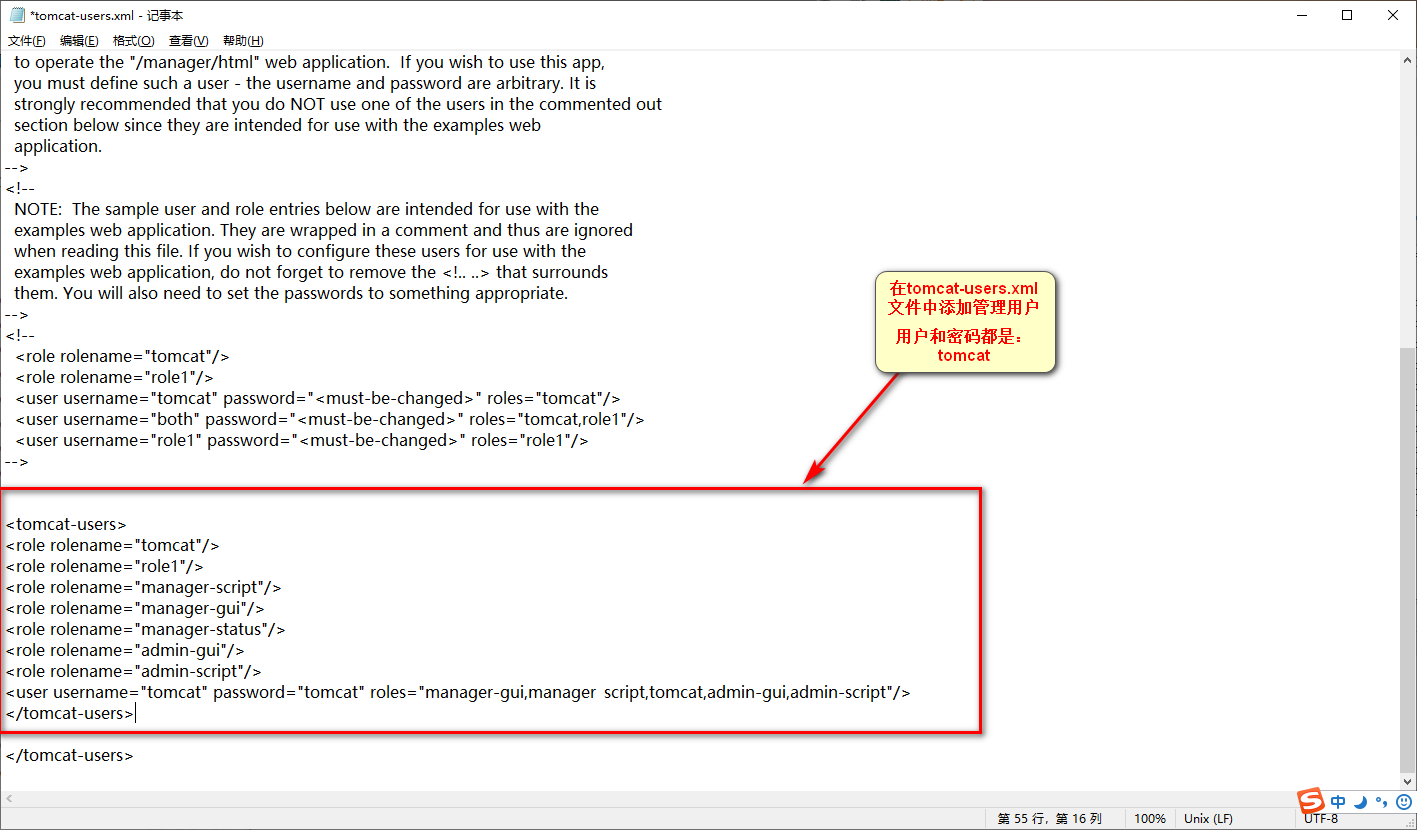 *tomcat-users.xml - 记事本
文件(F) 编辑(E) 格式(O) 查看(V) 帮助(H)
to operate the "/manager/html" web application.  If you wish to use this app,
you must define such a user - the username and password are arbitrary. It is
strongly recommended that you do NOT use one of the users in the commented out
section below since they are intended for use with the examples web
application.
-->
<!--
NOTE:  The sample user and role entries below are intended for use with the
examples web application. They are wrapped in a comment and thus are ignored
when reading this file. If you wish to configure these users for use with the
examples web application, do not forget to remove the <!.. ..> that surrounds
them. You will also need to set the passwords to something appropriate.
-->
<!--
<role rolename="tomcat"/>
<role rolename="role1"/>
<user username="tomcat" password="<must-be-changed>" roles="tomcat"/>
<user username="both" password="<must-be-changed>" roles="tomcat,role1"/>
<user username="role1" password="<must-be-changed>" roles="role1"/>
-->
在tomcat-users.xml
文件中添加管理用户
用户和密码都是：
tomcat
<tomcat-users>
<role rolename="tomcat"/>
<role rolename="role1"/>
<role rolename="manager-script"/>
<role rolename="manager-gui"/>
<role rolename="manager-status"/>
<role rolename="admin-gui"/>
<role rolename="admin-script"/>
<user username="tomcat" password="tomcat" roles="manager-gui,manager  script,tomcat,admin-gui,admin-script"/>
</tomcat-users>
</tomcat-users>
第 55 行，第 16 列 100% Unix (LF) UTF-8
S 中